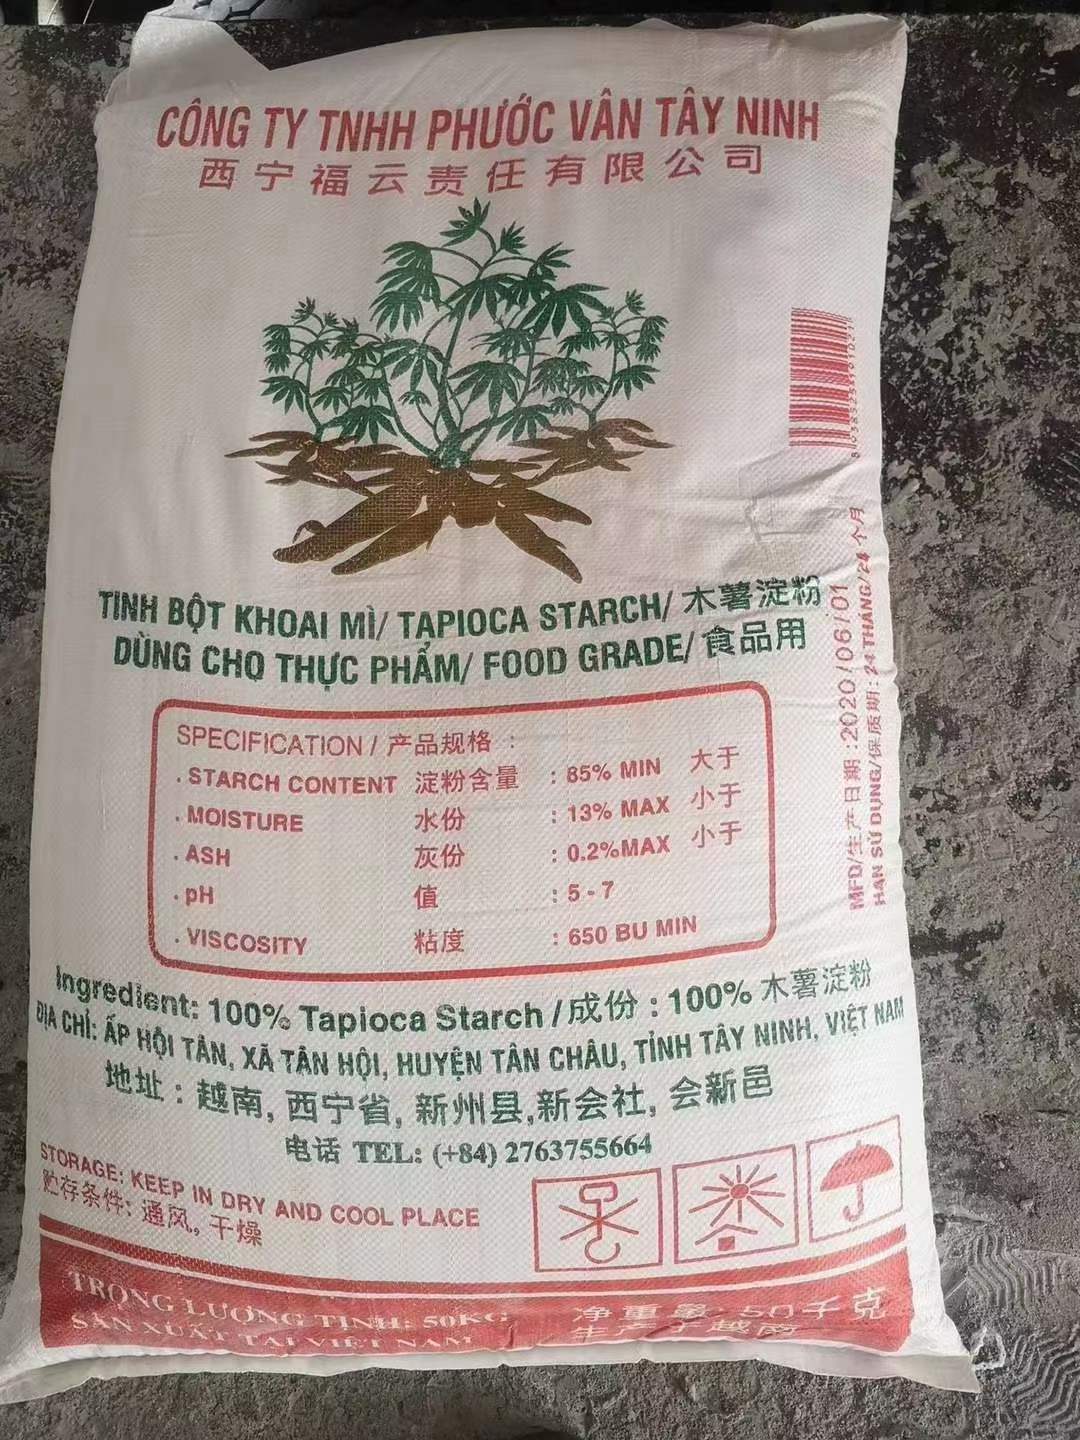 CÔNG TY TNHH PHƯỚC VÂN TÂY NINH
西宁福云责任有限公司
TINH BỘT KHOAI MÌ/ TAPIOCA STARCH/ 木薯淀粉
DÙNG CHO THỰC PHẨM/ FOOD GRADE/ 食品用
MFD/生产日期:2020/06/01
HẠN SỬ DỤNG/保质期: 24 THÁNG/24 个月
SPECIFICATION / 产品规格 :
. STARCH CONTENT 淀粉含量 : 85% MIN 大于
. MOISTURE 水份 : 13% MAX 小于
. ASH 灰份 : 0.2%MAX 小于
. pH 值 : 5 - 7
. VISCOSITY 粘度 : 650 BU MIN
Ingredient: 100% Tapioca Starch / 成份 : 100% 木薯淀粉
ĐỊA CHỈ: ẤP HỘI TÂN, XÃ TÂN HỘI, HUYỆN TÂN CHÂU, TỈNH TÂY NINH, VIỆT NAM
地址 : 越南, 西宁省, 新州县,新会社, 会新邑
电话 TEL: (+84) 2763755664
STORAGE: KEEP IN DRY AND COOL PLACE
贮存条件: 通风, 干燥
TRỌNG LƯỢNG TỊNH: 50KG 净重量: 50千克
SẢN XUẤT TẠI VIỆT NAM 生产于越南